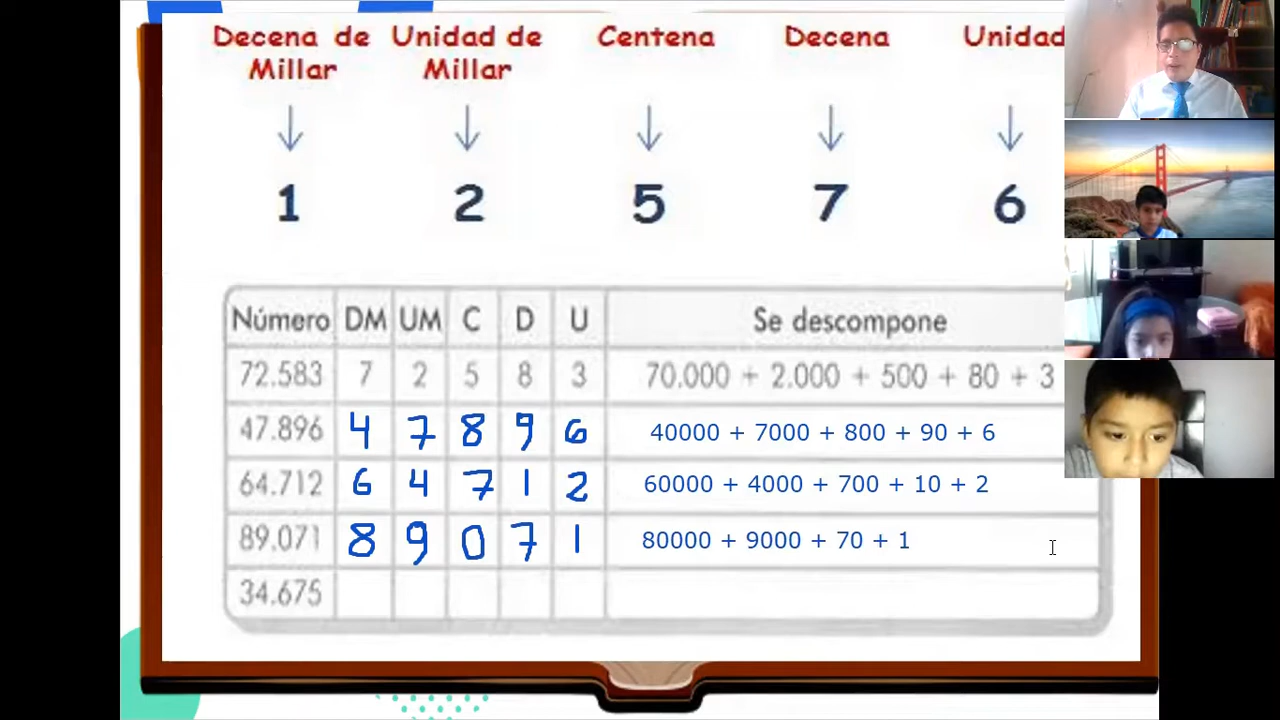 Decena de Millar Unidad de Millar Centena Decena Unidad
1 2 5 7 6
Número DM UM C D U Se descompone
72.583 7 2 5 8 3 70.000 + 2.000 + 500 + 80 + 3
47.896 4 7 8 9 6 40000 + 7000 + 800 + 90 + 6
64.712 6 4 7 1 2 60000 + 4000 + 700 + 10 + 2
89.071 8 9 0 7 1 80000 + 9000 + 70 + 1
34.675